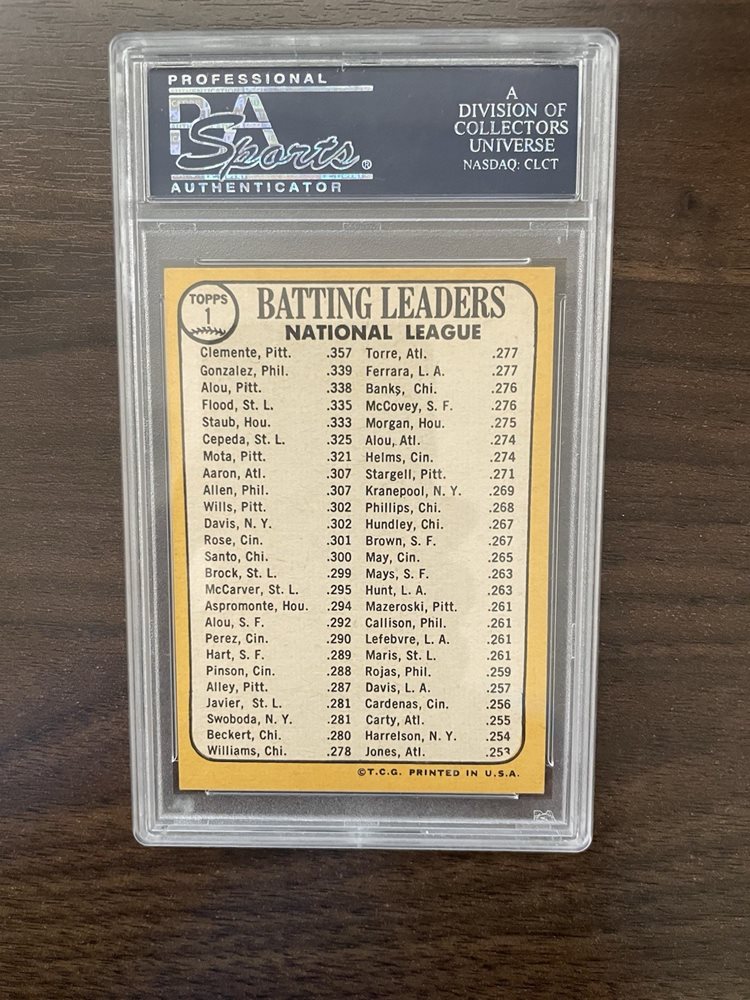 PROFESSIONAL
PSA
Sports®
AUTHENTICATOR
A
DIVISION OF
COLLECTORS
UNIVERSE
NASDAQ: CLCT
TOPPS
1
BATTING LEADERS
NATIONAL LEAGUE
Clemente, Pitt. .357 Torre, Atl. .277
Gonzalez, Phil. .339 Ferrara, L. A. .277
Alou, Pitt. .338 Banks, Chi. .276
Flood, St. L. .335 McCovey, S. F. .276
Staub, Hou. .333 Morgan, Hou. .275
Cepeda, St. L. .325 Alou, Atl. .274
Mota, Pitt. .321 Helms, Cin. .274
Aaron, Atl. .307 Stargell, Pitt. .271
Allen, Phil. .307 Kranepool, N. Y. .269
Wills, Pitt. .302 Phillips, Chi. .268
Davis, N. Y. .302 Hundley, Chi. .267
Rose, Cin. .301 Brown, S. F. .267
Santo, Chi. .300 May, Cin. .265
Brock, St. L. .299 Mays, S. F. .263
McCarver, St. L. .295 Hunt, L. A. .263
Aspromonte, Hou. .294 Mazeroski, Pitt. .261
Alou, S. F. .292 Callison, Phil. .261
Perez, Cin. .290 Lefebvre, L. A. .261
Hart, S. F. .289 Maris, St. L. .261
Pinson, Cin. .288 Rojas, Phil. .259
Alley, Pitt. .287 Davis, L. A. .257
Javier, St. L. .281 Cardenas, Cin. .256
Swoboda, N. Y. .281 Carty, Atl. .255
Beckert, Chi. .280 Harrelson, N. Y. .254
Williams, Chi. .278 Jones, Atl. .253
©T.C.G. PRINTED IN U.S.A.
PSA